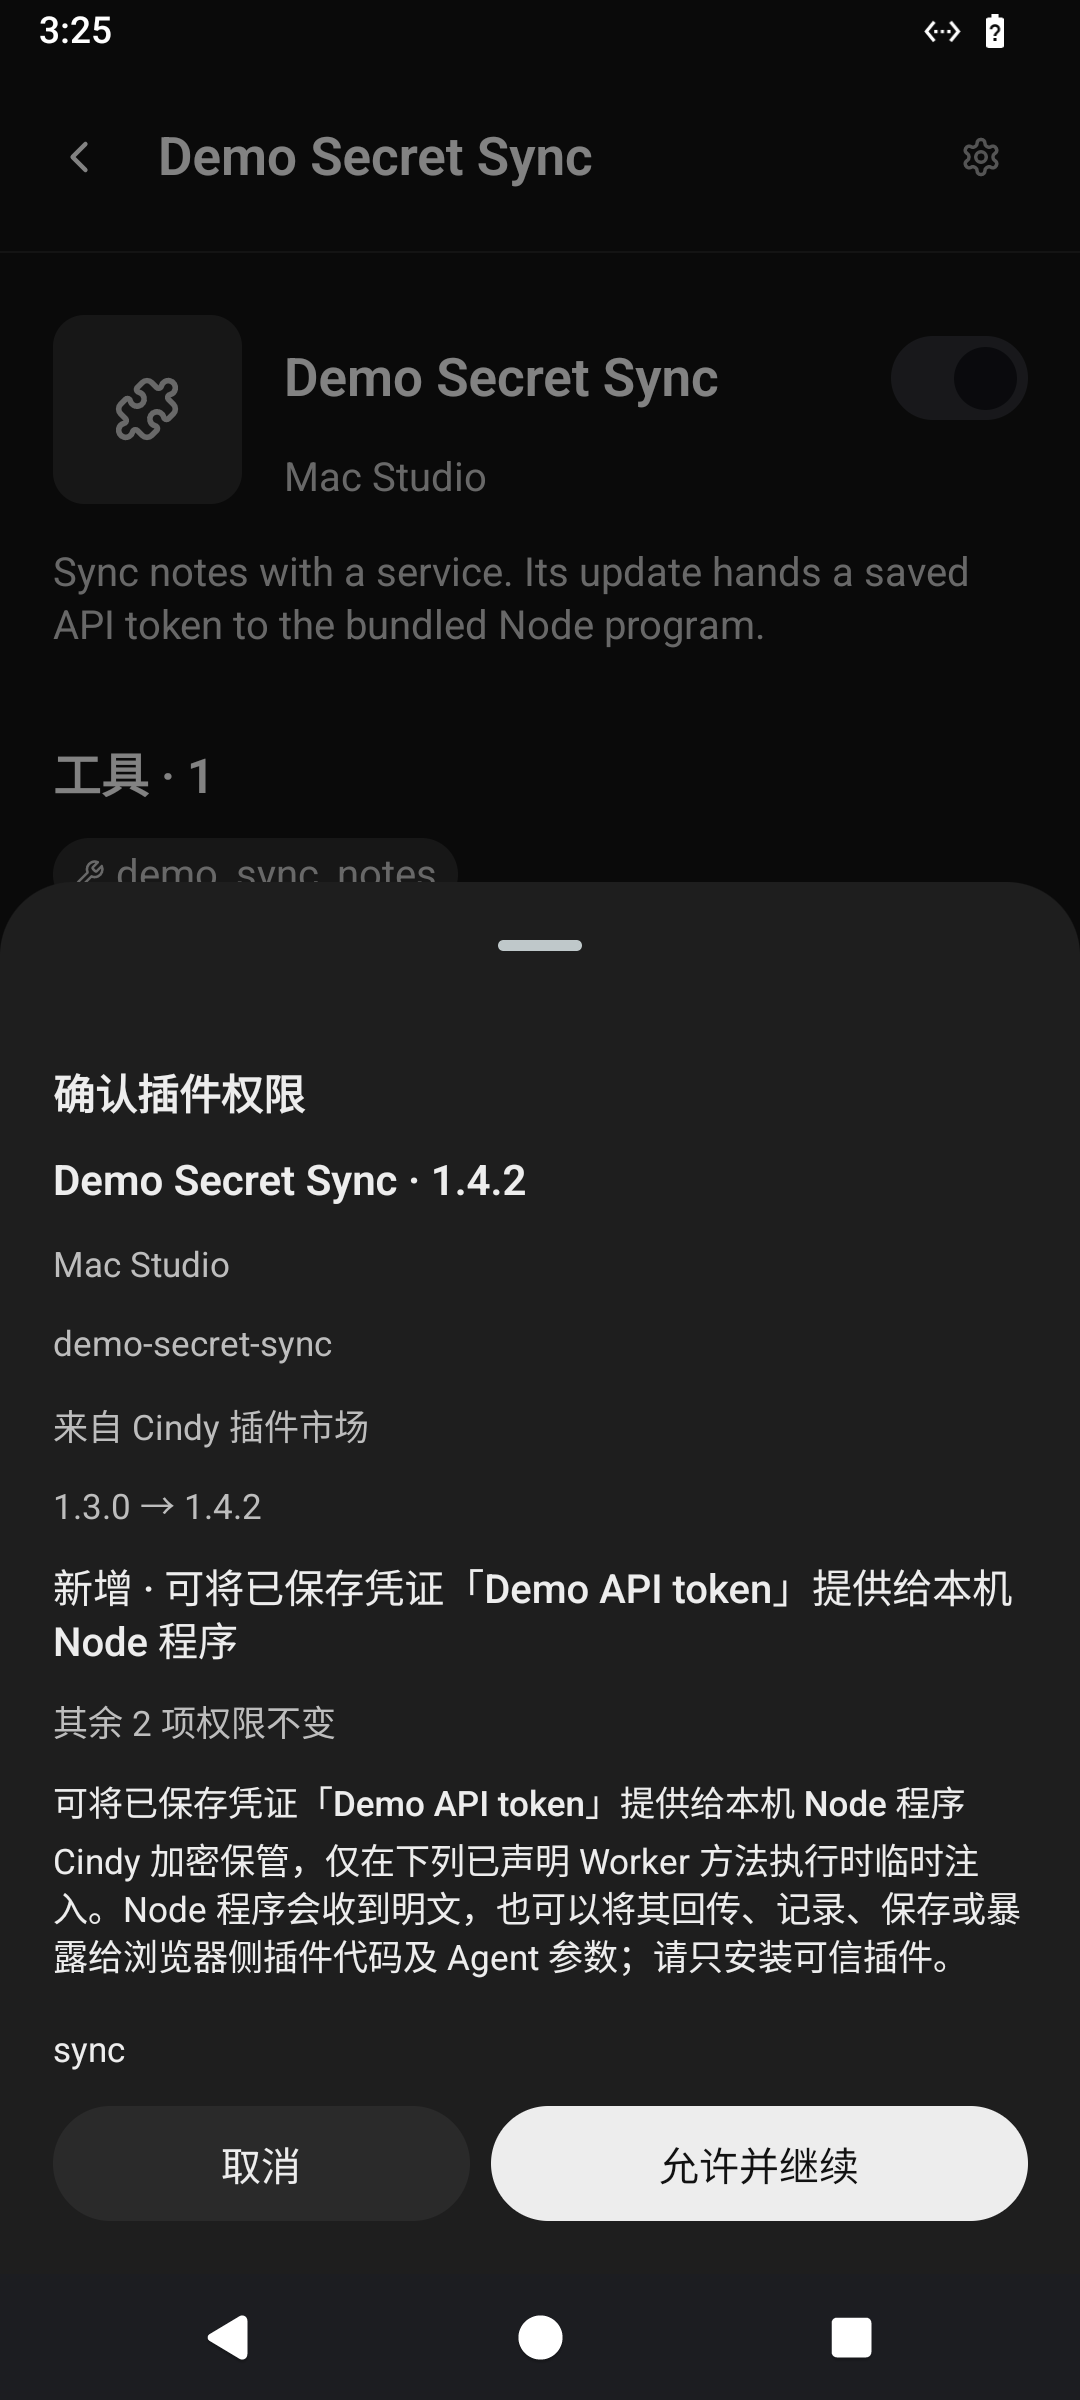 3:25
Demo Secret Sync
Demo Secret Sync
Mac Studio
Sync notes with a service. Its update hands a saved
API token to the bundled Node program.
工具 · 1
demo_sync_notes
确认插件权限
Demo Secret Sync · 1.4.2
Mac Studio
demo-secret-sync
来自 Cindy 插件市场
1.3.0 → 1.4.2
新增 · 可将已保存凭证「Demo API token」提供给本机
Node 程序
其余 2 项权限不变
可将已保存凭证「Demo API token」提供给本机 Node 程序
Cindy 加密保管，仅在下列已声明 Worker 方法执行时临时注
入。Node 程序会收到明文，也可以将其回传、记录、保存或暴
露给浏览器侧插件代码及 Agent 参数；请只安装可信插件。
sync
取消
允许并继续